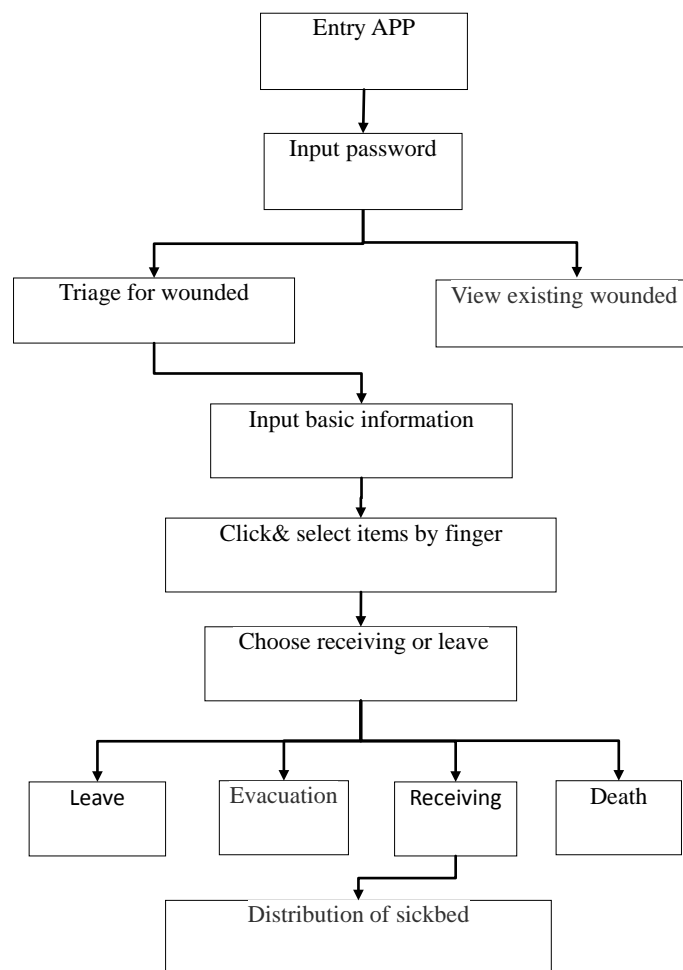 Entry APP
Input password
Triage for wounded
View existing wounded
Input basic information
Click& select items by finger
Choose receiving or leave
Leave
Evacuation
Receiving
Death
Distribution of sickbed